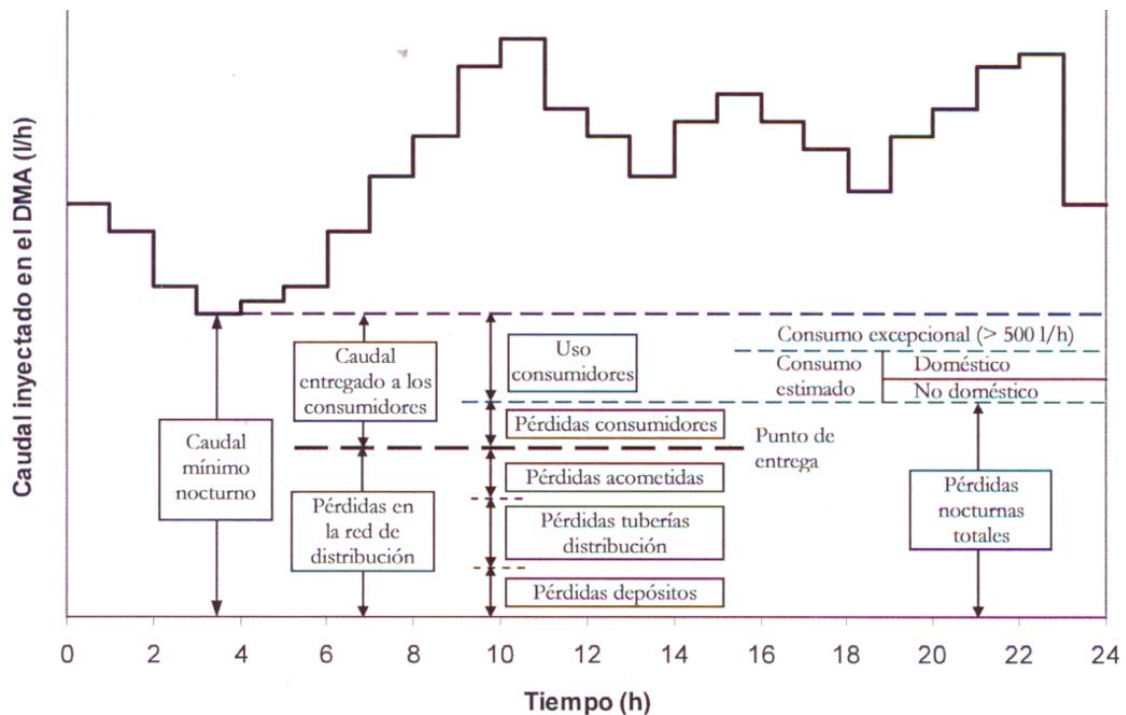 Caudal inyectado en el DMA (l/h)
Caudal
mínimo
nocturno
Caudal
entregado a los
consumidores
Pérdidas en
la red de
distribución
Uso
consumidores
Pérdidas consumidores
Pérdidas acometidas
Pérdidas tuberías
distribución
Pérdidas depósitos
Punto de
entrega
Consumo excepcional (> 500 l/h)
Consumo
estimado
Doméstico
No doméstico
Pérdidas
nocturnas
totales
0 2 4 6 8 10 12 14 16 18 20 22 24
Tiempo (h)